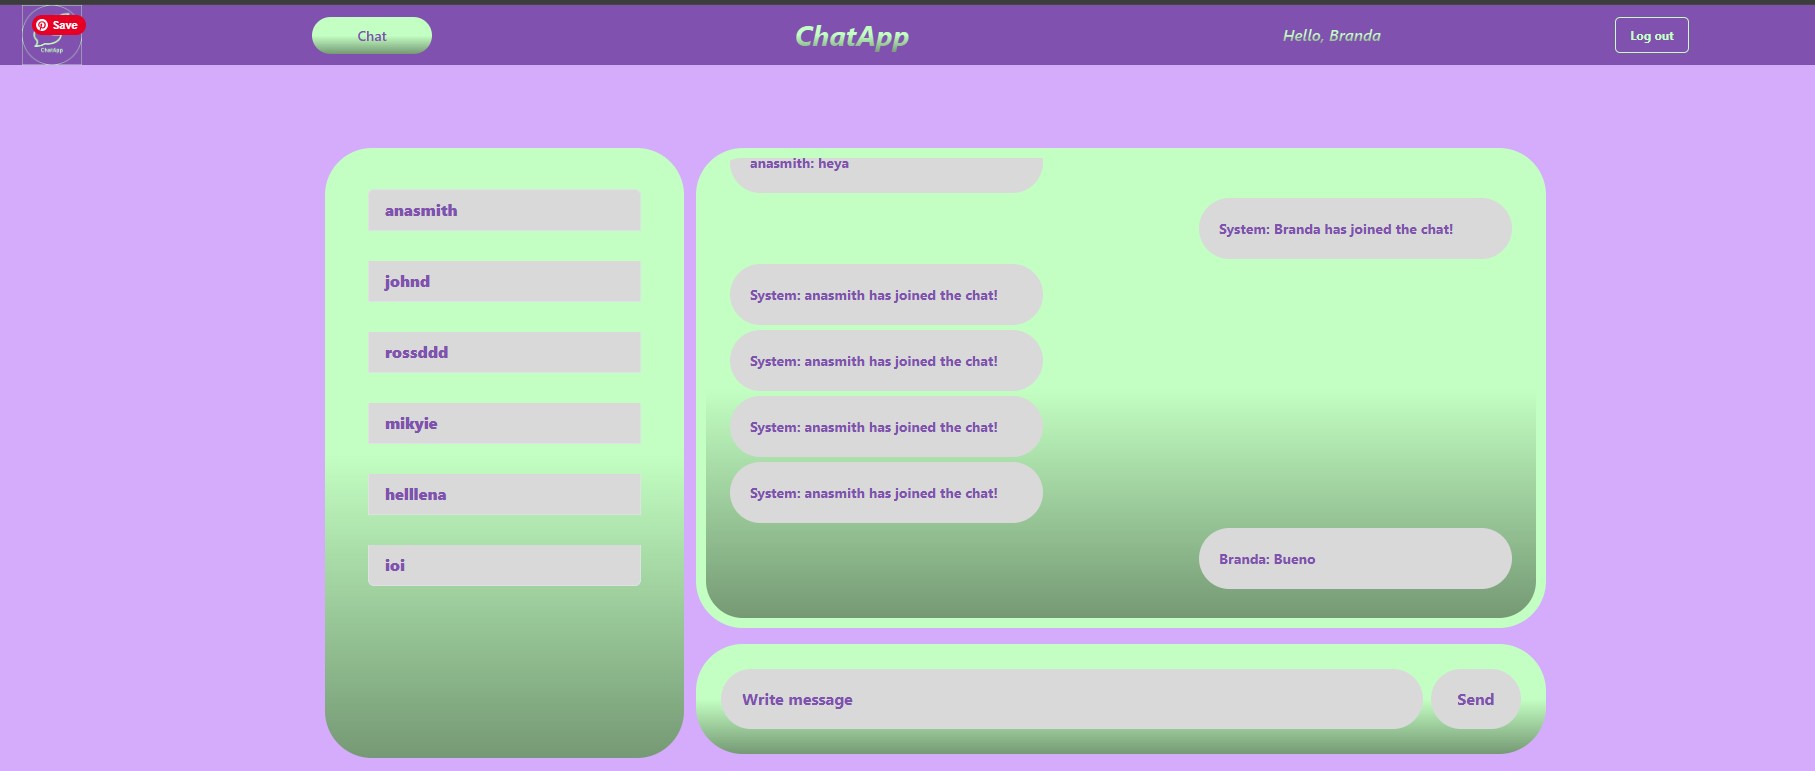 Save
ChatApp
Chat
ChatApp
Hello, Branda
Log out
anasmith
johnd
rossddd
mikyie
helllena
ioi
anasmith: heya
System: Branda has joined the chat!
System: anasmith has joined the chat!
System: anasmith has joined the chat!
System: anasmith has joined the chat!
System: anasmith has joined the chat!
Branda: Bueno
Write message
Send